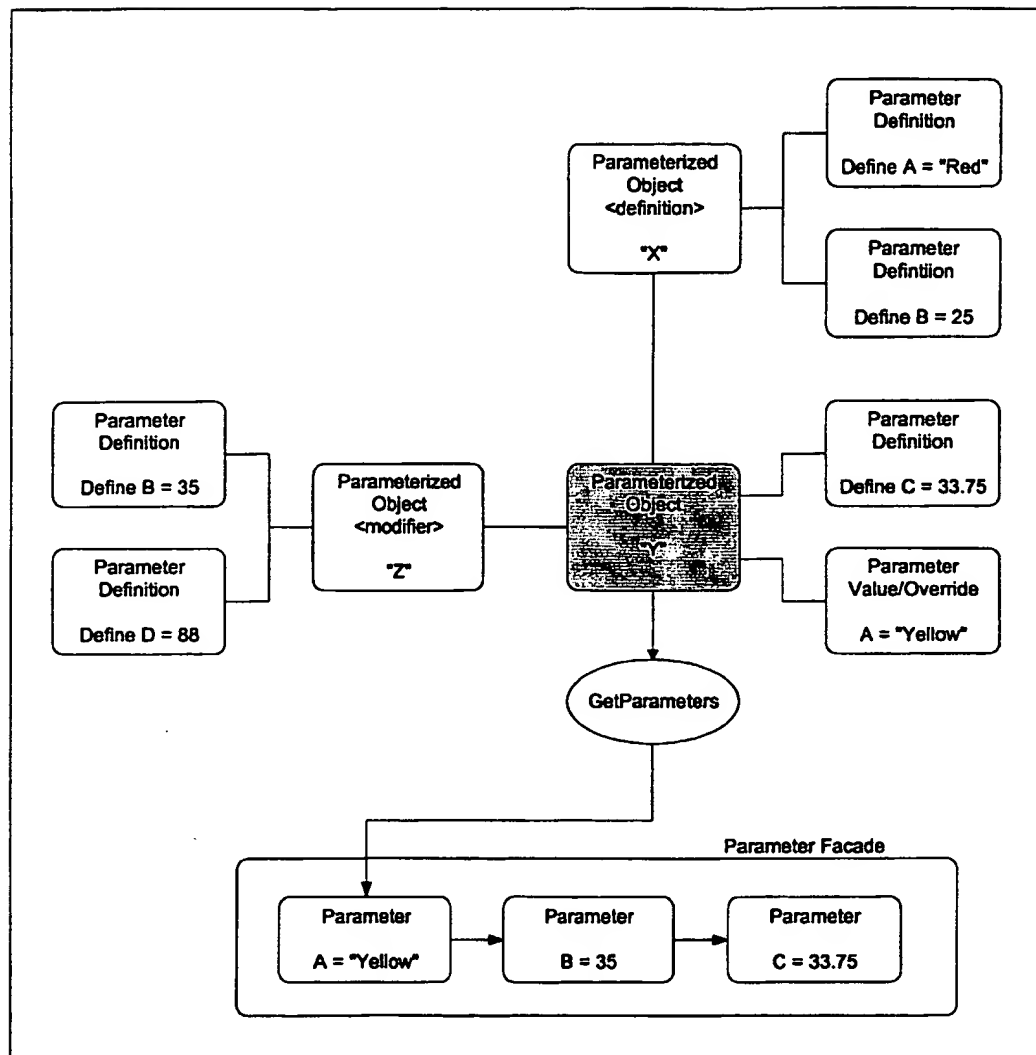 Parameter
Definition
Define A = "Red"
Parameterized
Object
<definition>
"X"
Parameter
Defintiion
Define B = 25
Parameter
Definition
Define B = 35
Parameterized
Object
<modifier>
"Z"
Parameterized
Object
"Y"
Parameter
Definition
Define C = 33.75
Parameter
Definition
Define D = 88
Parameter
Value/Override
A = "Yellow"
GetParameters
Parameter Facade
Parameter
A = "Yellow"
Parameter
B = 35
Parameter
C = 33.75